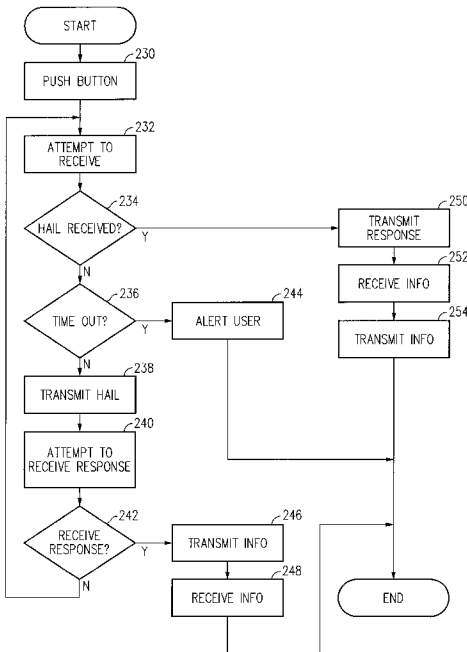 START
230
PUSH BUTTON
232
ATTEMPT TO
RECEIVE
234
HAIL RECEIVED?
Y
N
250
TRANSMIT
RESPONSE
252
RECEIVE INFO
254
TRANSMIT INFO
236
TIME OUT?
Y
N
244
ALERT USER
238
TRANSMIT HAIL
240
ATTEMPT TO
RECEIVE RESPONSE
242
RECEIVE
RESPONSE?
Y
N
246
TRANSMIT INFO
248
RECEIVE INFO
END